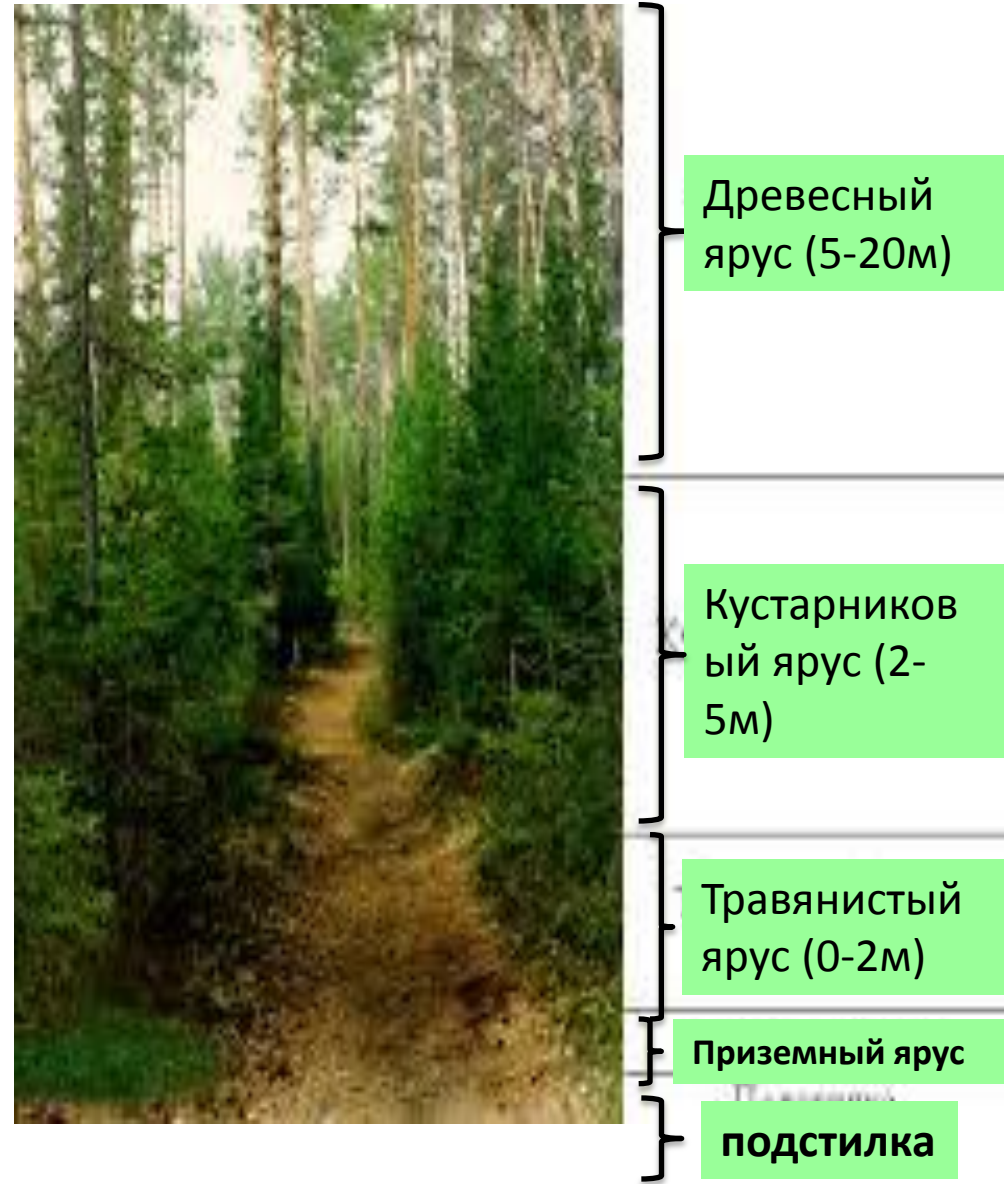 Древесный
ярус (5-20м)
Кустарников
ый ярус (2-
5м)
Травянистый
ярус (0-2м)
Приземный ярус
подстилка